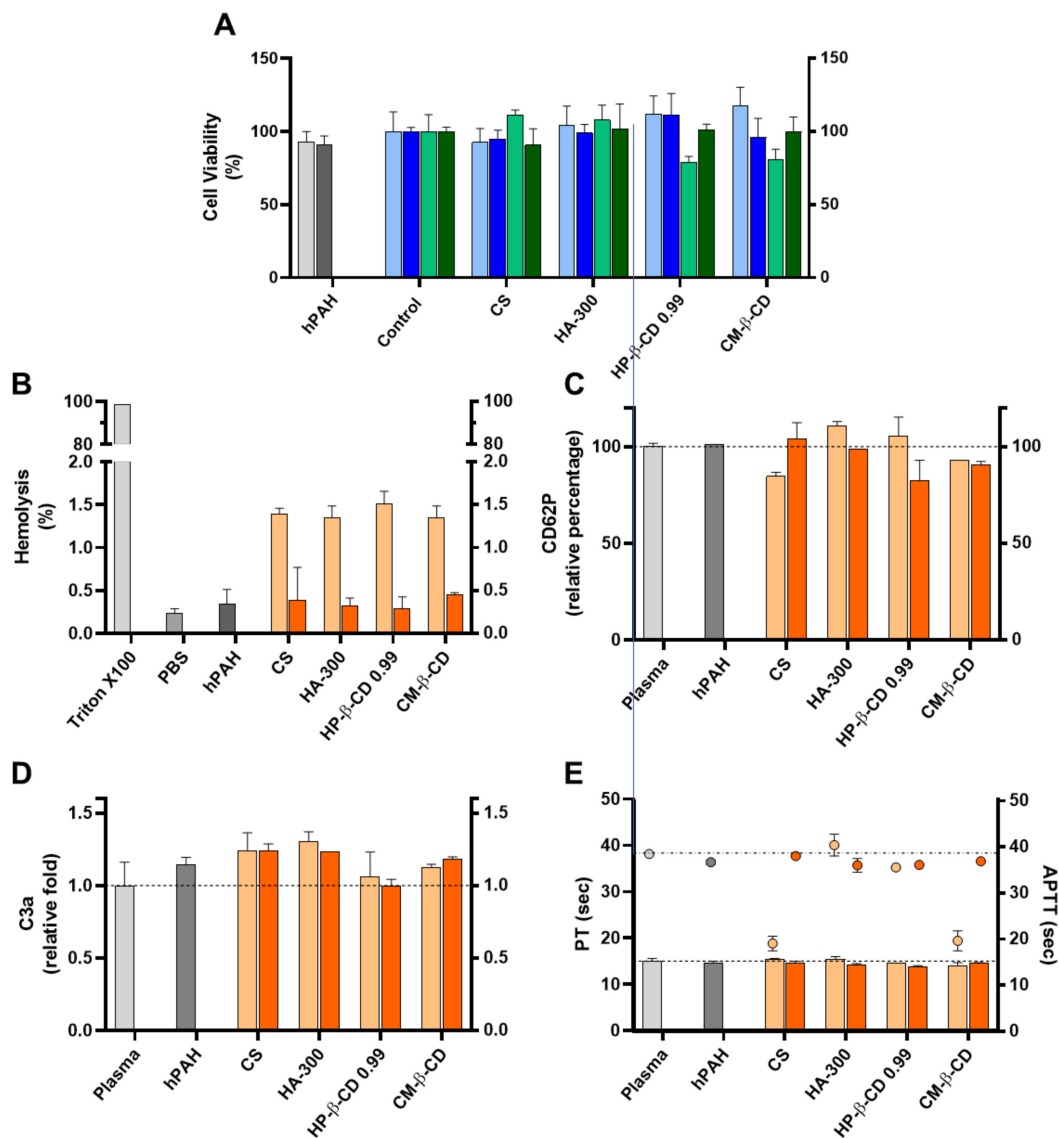 A
150
100
50
0
Cell Viability
(%)
150
100
50
0
hPAH
Control
CS
HA-300
HP-β-CD 0.99
CM-β-CD
B
100
80
2.0
1.5
1.0
0.5
0.0
Hemolysis
(%)
100
80
2.0
1.5
1.0
0.5
0.0
Triton X100
PBS
hPAH
CS
HA-300
HP-β-CD 0.99
CM-β-CD
C
100
50
0
CD62P
(relative percentage)
100
50
0
Plasma
hPAH
CS
HA-300
HP-β-CD 0.99
CM-β-CD
D
1.5
1.0
0.5
0.0
C3a
(relative fold)
1.5
1.0
0.5
0.0
Plasma
hPAH
CS
HA-300
HP-β-CD 0.99
CM-β-CD
E
50
40
30
20
10
0
PT (sec)
50
40
30
20
10
0
APTT (sec)
Plasma
hPAH
CS
HA-300
HP-β-CD 0.99
CM-β-CD